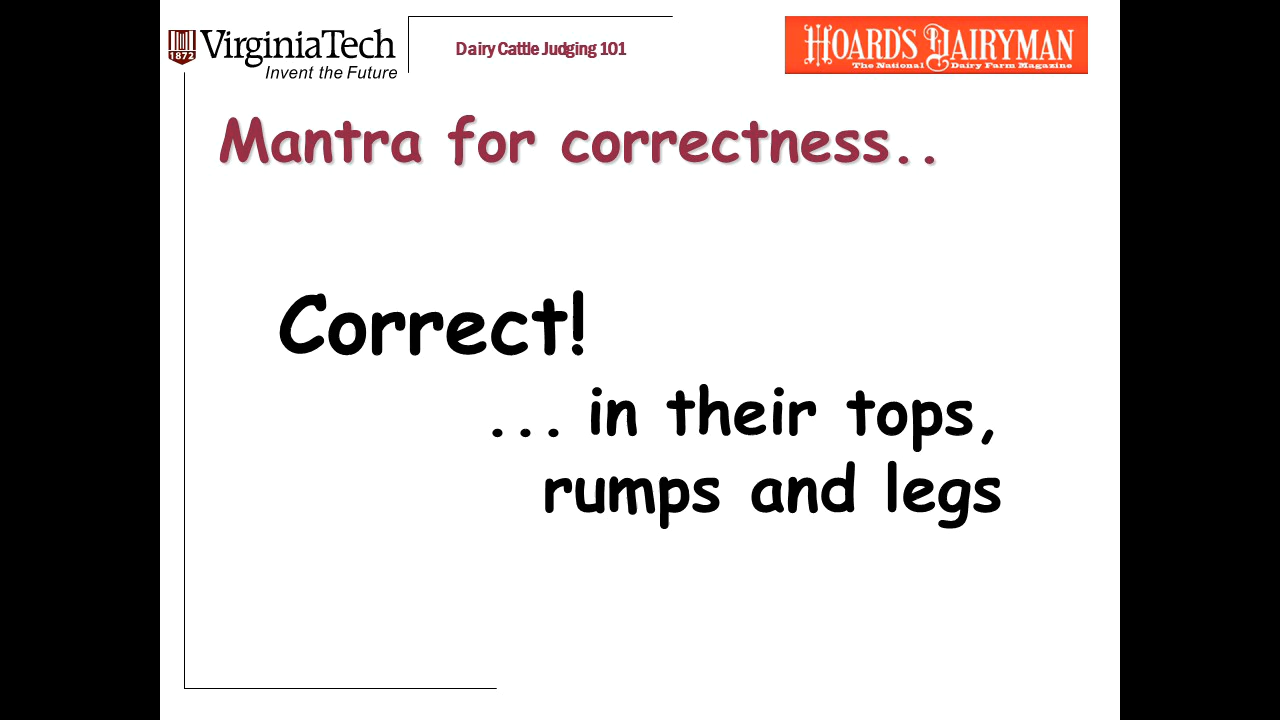 VirginiaTech
1872
Invent the Future
Dairy Cattle Judging 101
HOARD'S DAIRYMAN
The National Dairy Farm Magazine
Mantra for correctness..
Correct!
... in their tops,
rumps and legs